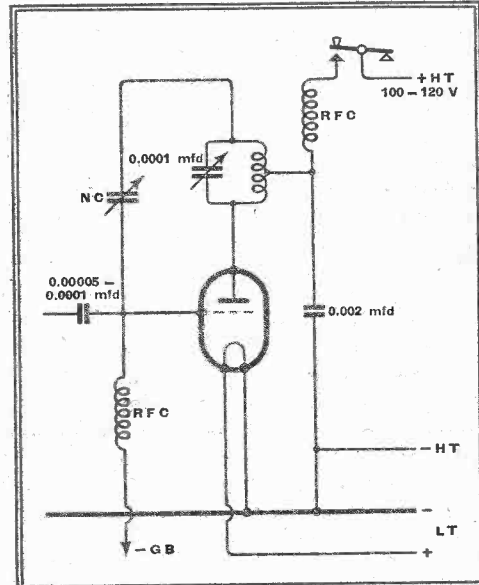 +HT
100 – 120 V
RFC
0.0001 mfd
NC
0.00005 –
0.0001 mfd
0.002 mfd
RFC
– HT
–
LT
– GB
+